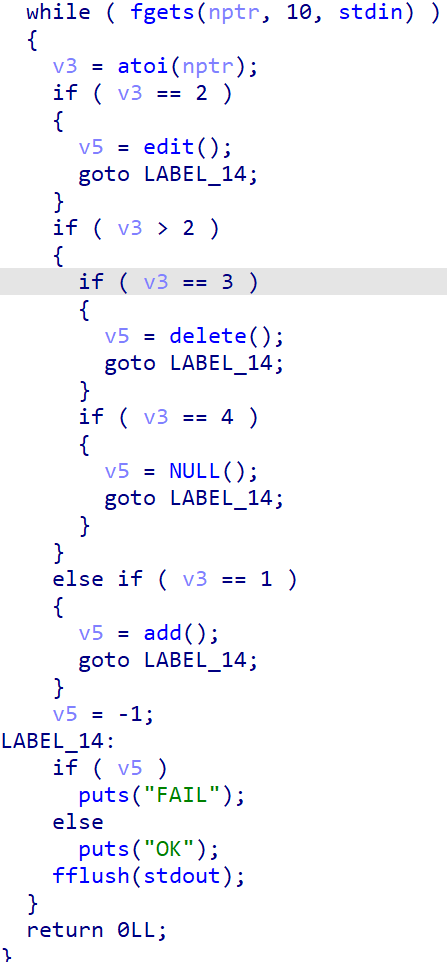 while ( fgets(nptr, 10, stdin) )
{
v3 = atoi(nptr);
if ( v3 == 2 )
{
v5 = edit();
goto LABEL_14;
}
if ( v3 > 2 )
{
if ( v3 == 3 )
{
v5 = delete();
goto LABEL_14;
}
if ( v3 == 4 )
{
v5 = NULL();
goto LABEL_14;
}
}
else if ( v3 == 1 )
{
v5 = add();
goto LABEL_14;
}
v5 = -1;
LABEL_14:
if ( v5 )
puts("FAIL");
else
puts("OK");
fflush(stdout);
}
return 0LL;
}